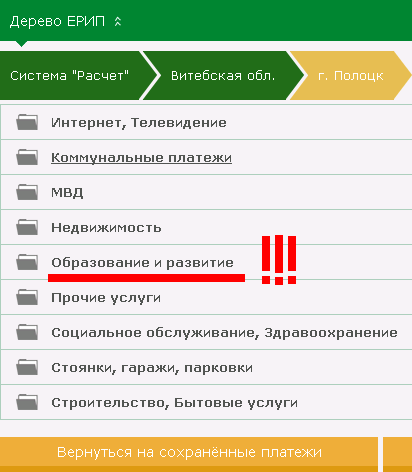 Дерево ЕРИП
Система "Расчет" Витебская обл. г. Полоцк
Интернет, Телевидение
Коммунальные платежи
МВД
Недвижимость
Образование и развитие !!!
Прочие услуги
Социальное обслуживание, Здравоохранение
Стоянки, гаражи, парковки
Строительство, Бытовые услуги
Вернуться на сохранённые платежи